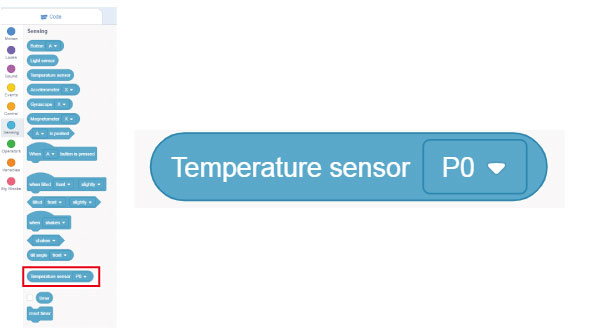 Code
Motion
Looks
Sound
Events
Control
Sensing
Operators
Variables
My Blocks
Sensing
Button A
Light sensor
Temperature sensor
Accelerometer X
Gyroscope X
Magnetometer X
A is pressed
When A button is pressed
when tilted front slightly
tilted front slightly
when shaken
shaken
tilt angle front
Temperature sensor P0
timer
reset timer
Temperature sensor P0